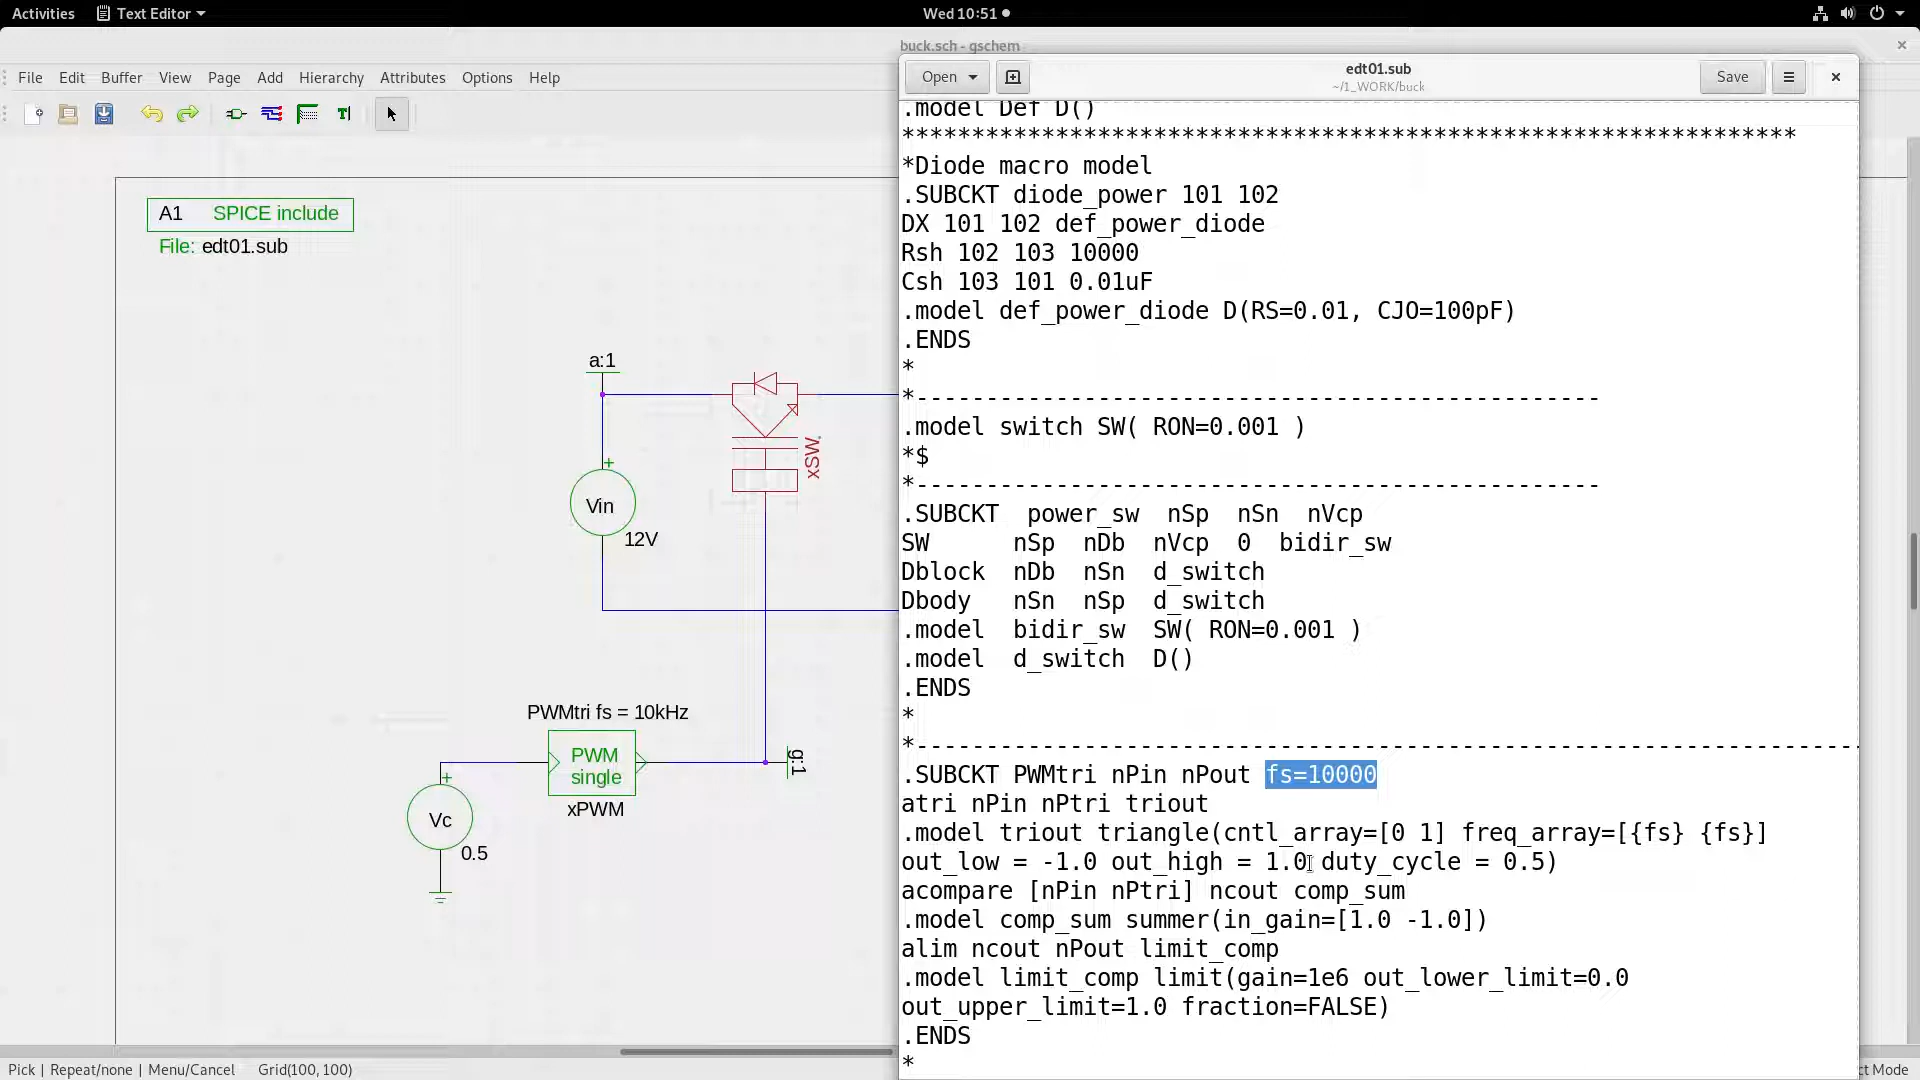 Activities
Text Editor
Wed 10:51
buck.sch - gschem
File Edit Buffer View Page Add Hierarchy Attributes Options Help
Open
edt01.sub
~/1_WORK/buck
Save
A1 SPICE include
File: edt01.sub
a:1
+
Vin
12V
xSW
PWMtri fs = 10kHz
PWM
single
xPWM
g:1
+
Vc
0.5
.model Def D()
****************************************************************
*Diode macro model
.SUBCKT diode_power 101 102
DX 101 102 def_power_diode
Rsh 102 103 10000
Csh 103 101 0.01uF
.model def_power_diode D(RS=0.01, CJO=100pF)
.ENDS
*
*-------------------------------------------------
.model switch SW( RON=0.001 )
*$
*-------------------------------------------------
.SUBCKT  power_sw  nSp  nSn  nVcp
SW      nSp  nDb  nVcp  0  bidir_sw
Dblock  nDb  nSn  d_switch
Dbody   nSn  nSp  d_switch
.model  bidir_sw  SW( RON=0.001 )
.model  d_switch  D()
.ENDS
*
*--------------------------------------------------------------------
.SUBCKT PWMtri nPin nPout fs=10000
atri nPin nPtri triout
.model triout triangle(cntl_array=[0 1] freq_array=[{fs} {fs}]
out_low = -1.0 out_high = 1.0 duty_cycle = 0.5)
acompare [nPin nPtri] ncout comp_sum
.model comp_sum summer(in_gain=[1.0 -1.0])
alim ncout nPout limit_comp
.model limit_comp limit(gain=1e6 out_lower_limit=0.0
out_upper_limit=1.0 fraction=FALSE)
.ENDS
*
Pick | Repeat/none | Menu/Cancel Grid(100, 100)
ct Mode